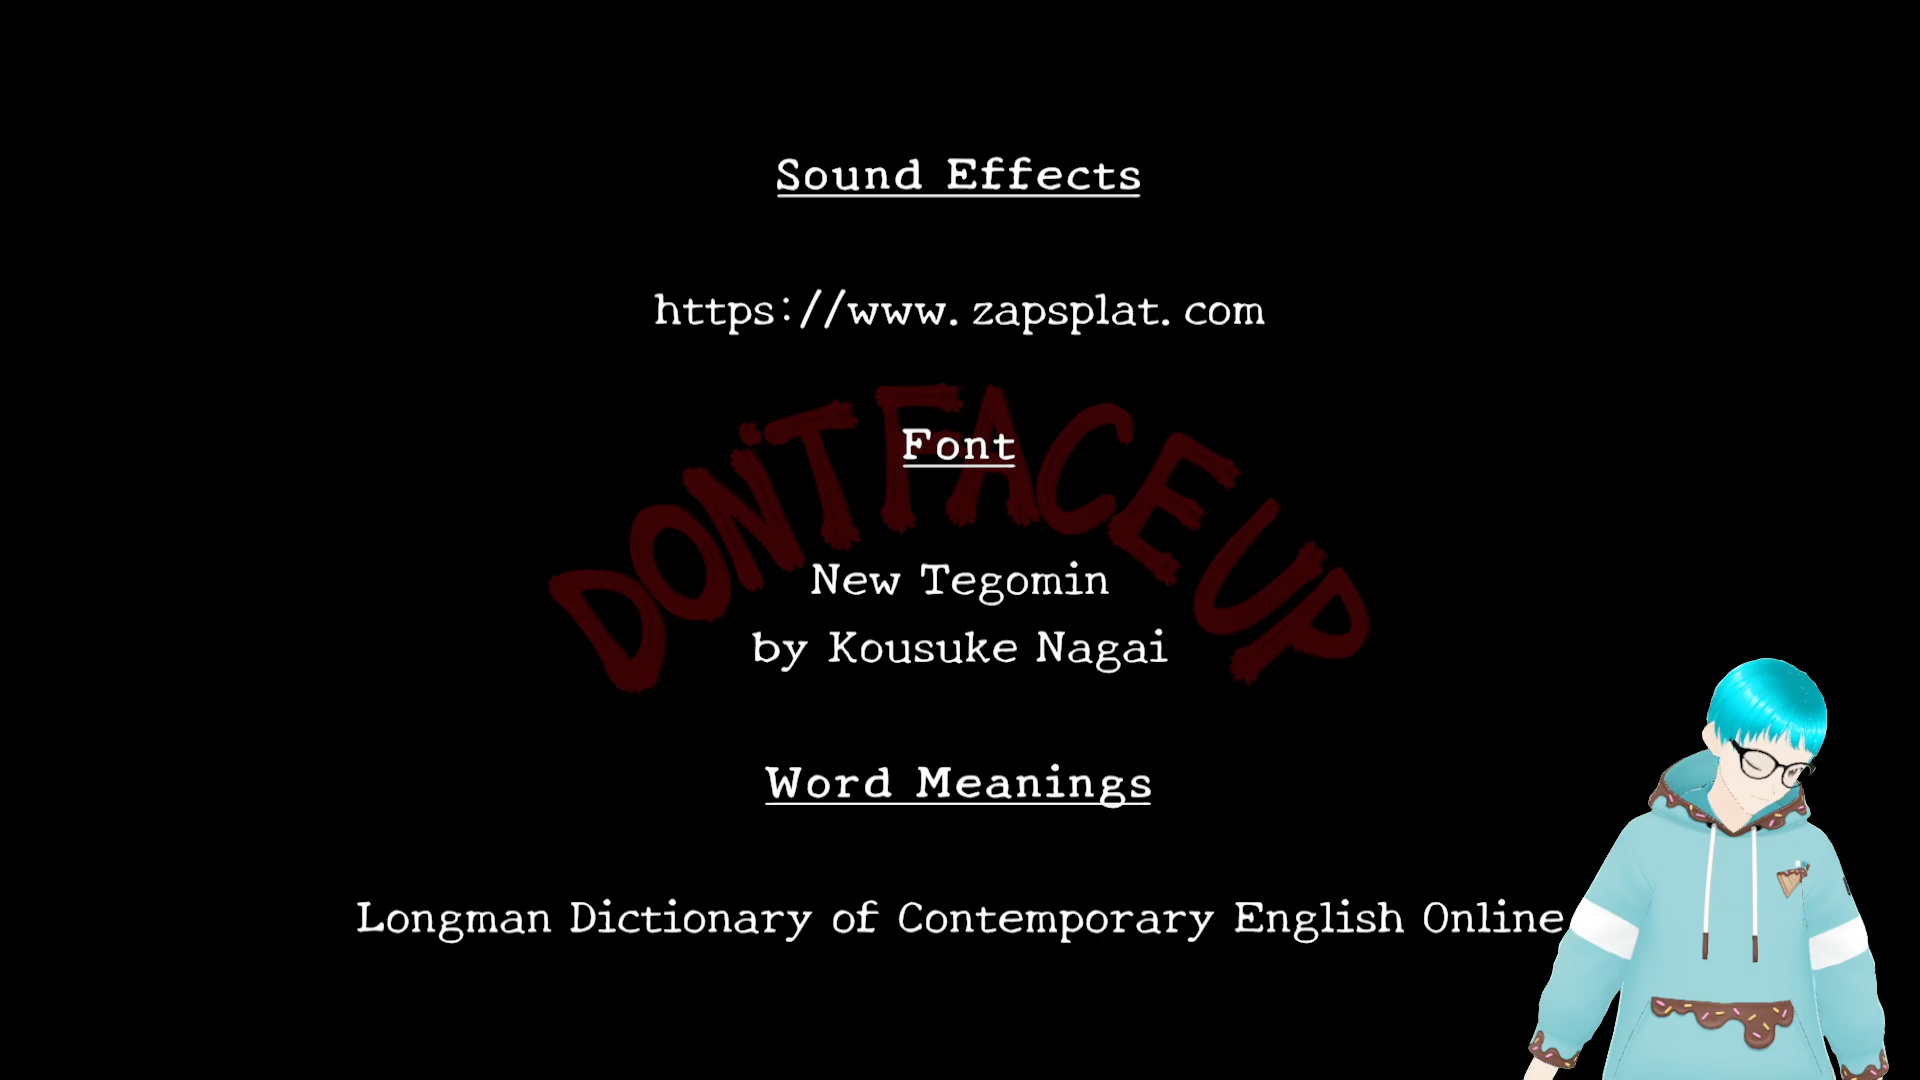 Sound Effects
https://www.zapsplat.com
DON'T FACE UP
Font
New Tegomin
by Kousuke Nagai
Word Meanings
Longman Dictionary of Contemporary English Online